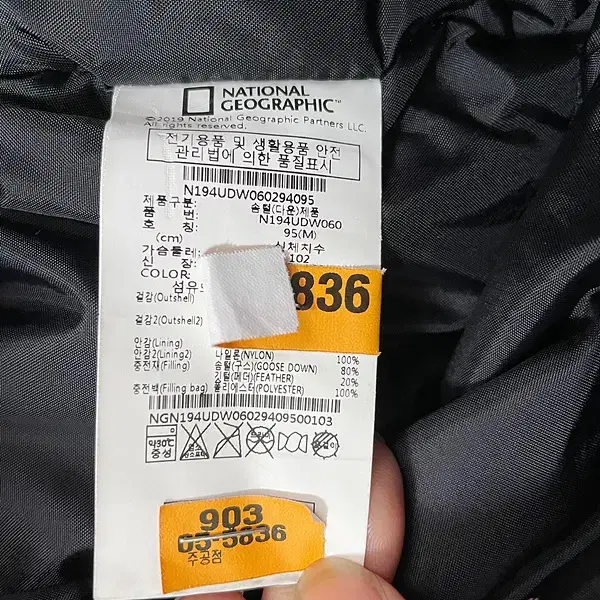 NATIONAL
GEOGRAPHIC™
©2019 National Geographic Partners LLC.
All rights reserved.
전기용품 및 생활용품 안전
관리법에 의한 품질표시
N194UDW060294095
제품구분: 솜털(다운)제품
품 번: N194UDW060
호 칭: 95(M)
(cm) 신체치수
가슴둘레: 102
신 장:
COLOR:
섬유
836
겉감(Outshell)
겉감2(Outshell2)
안감(Lining)
안감2(Lining2) 나일론(NYLON) 100%
충전재(Filling) 솜털(구스)(GOOSE DOWN) 80%
깃털(페더)(FEATHER) 20%
충전백(Filling bag) 폴리에스터(POLYESTER) 100%
NGN194UDW06029409500103
약30℃
중성
903
63-5836
주공점